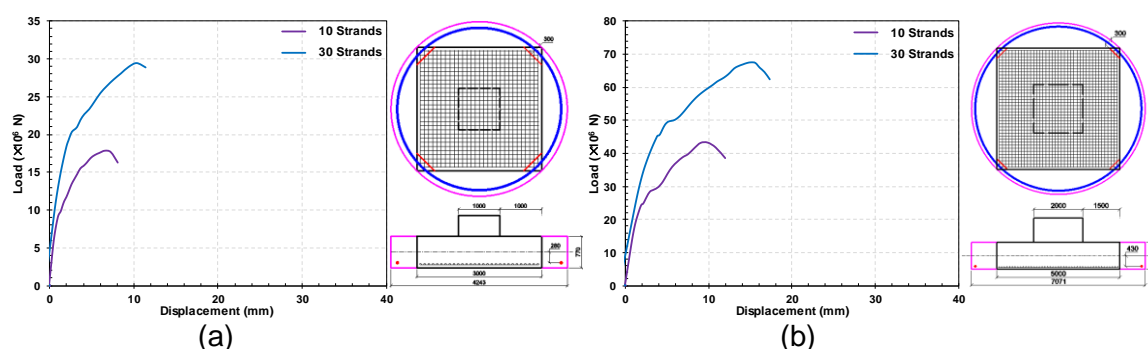 35
30
25
20
15
10
5
0
Load (×10⁶ N)
10 Strands
30 Strands
0 10 20 30 40
Displacement (mm)
300
1000 1000
280
770
3000
4243
(a)
80
70
60
50
40
30
20
10
0
Load (×10⁶ N)
10 Strands
30 Strands
0 10 20 30 40
Displacement (mm)
300
2000 1500
430
5000
7071
(b)